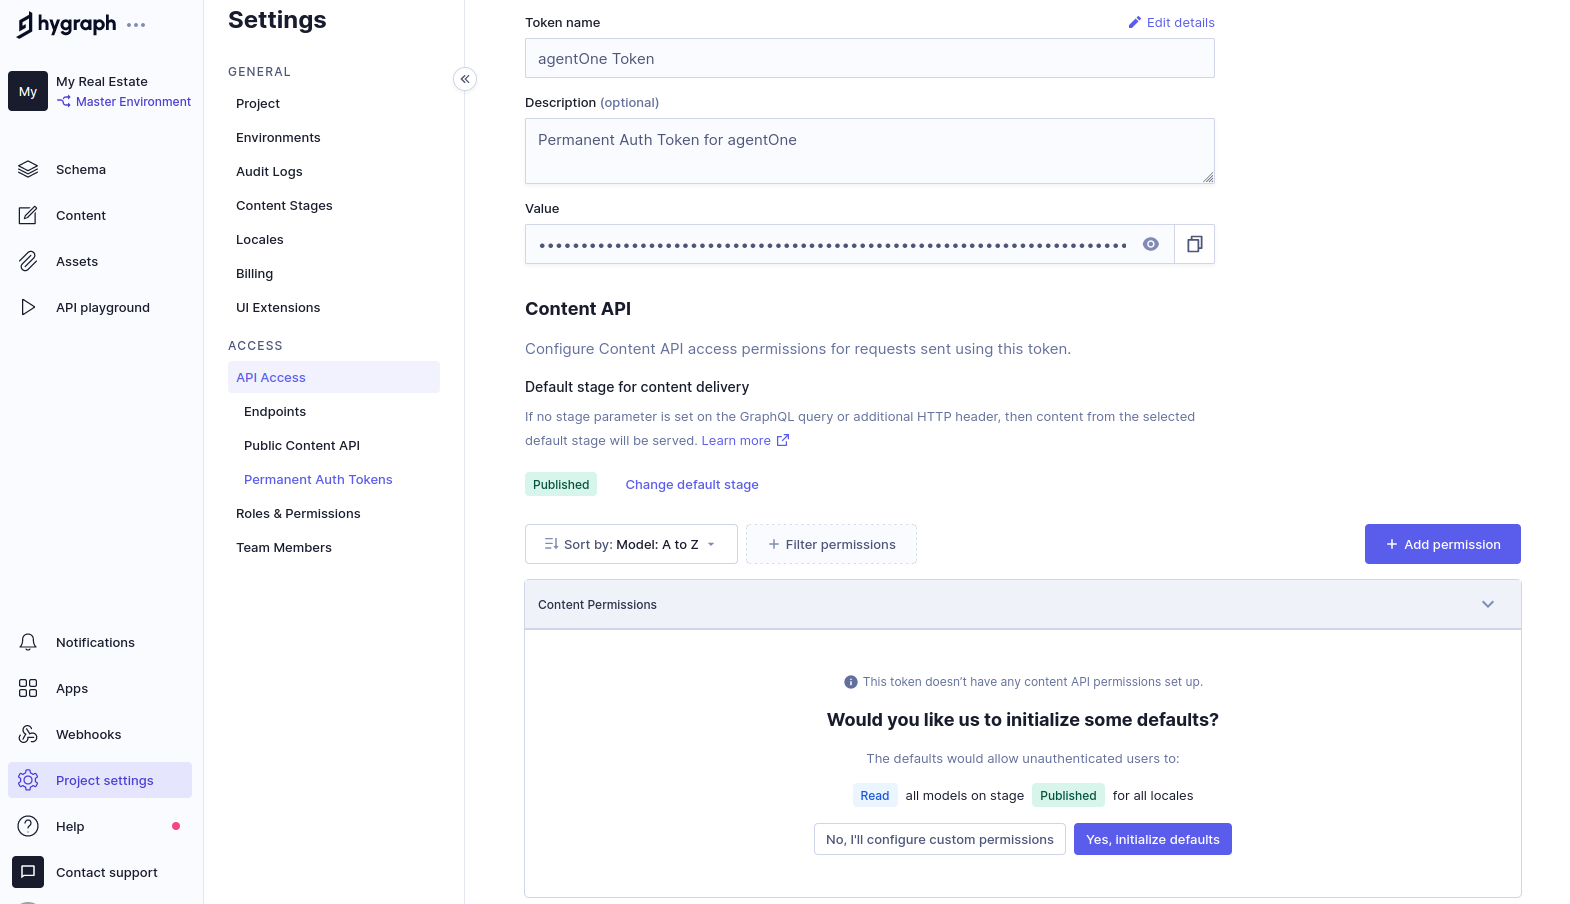 hygraph
My
My Real Estate
Master Environment
Schema
Content
Assets
API playground
Notifications
Apps
Webhooks
Project settings
Help
Contact support
Settings
GENERAL
Project
Environments
Audit Logs
Content Stages
Locales
Billing
UI Extensions
ACCESS
API Access
Endpoints
Public Content API
Permanent Auth Tokens
Roles & Permissions
Team Members
Token name
Edit details
agentOne Token
Description (optional)
Permanent Auth Token for agentOne
Value
Content API
Configure Content API access permissions for requests sent using this token.
Default stage for content delivery
If no stage parameter is set on the GraphQL query or additional HTTP header, then content from the selected
default stage will be served. Learn more
Published
Change default stage
Sort by: Model: A to Z
Filter permissions
Add permission
Content Permissions
This token doesn't have any content API permissions set up.
Would you like us to initialize some defaults?
The defaults would allow unauthenticated users to:
Read all models on stage Published for all locales
No, I'll configure custom permissions
Yes, initialize defaults